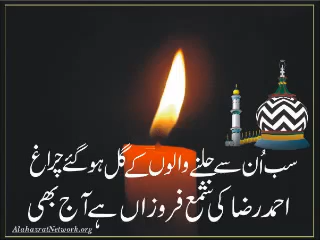 سب اُن سے جلنے والوں کے گل ہو گئے چراغ
احمد رضا کی شمع فروزاں ہے آج بھی
AlahazratNetwork.org